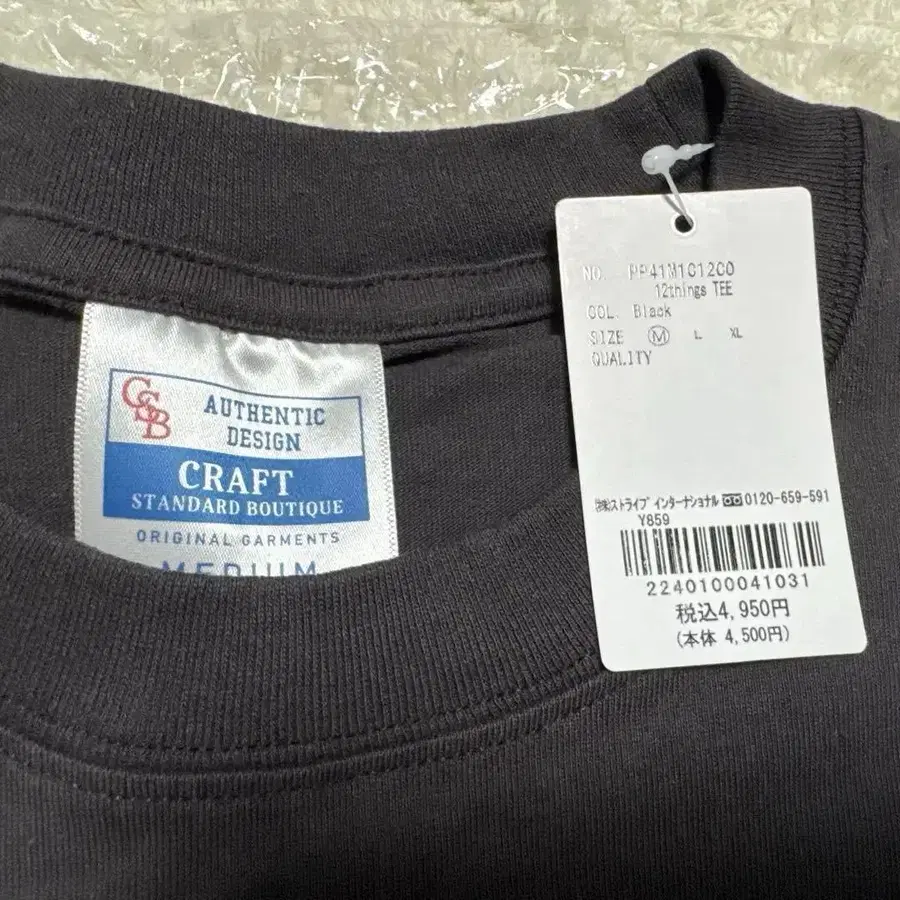 CSB
AUTHENTIC
DESIGN
CRAFT
STANDARD BOUTIQUE
ORIGINAL GARMENTS
MEDIUM
NO. PP41M101200
12things TEE
COL. Black
SIZE Ⓜ L XL
QUALITY
㈱ストライプインターナショナル 0120-659-591
Y859
2240100041031
税込4,950円
(本体 4,500円)